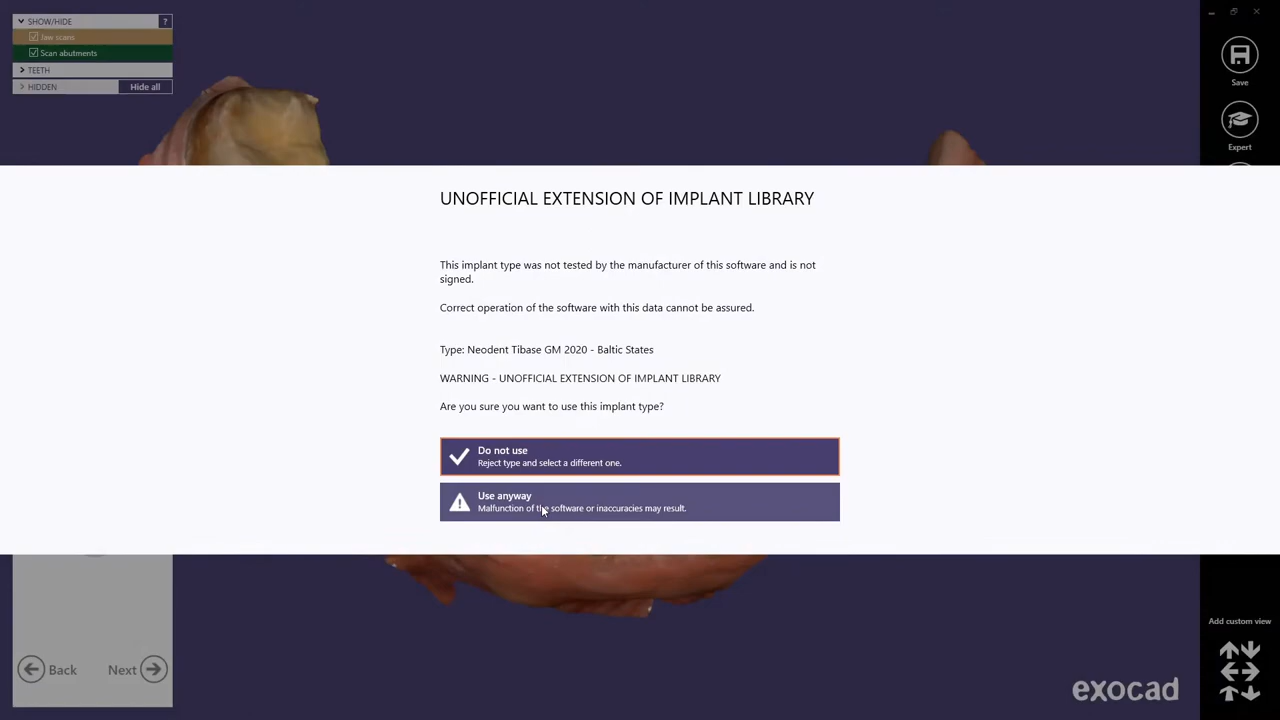 SHOW/HIDE ?
Jaw scans
Scan abutments
TEETH
HIDDEN Hide all
Save
Expert
UNOFFICIAL EXTENSION OF IMPLANT LIBRARY
This implant type was not tested by the manufacturer of this software and is not
signed.
Correct operation of the software with this data cannot be assured.
Type: Neodent Tibase GM 2020 - Baltic States
WARNING - UNOFFICIAL EXTENSION OF IMPLANT LIBRARY
Are you sure you want to use this implant type?
Do not use
Reject type and select a different one.
Use anyway
Malfunction of the software or inaccuracies may result.
Add custom view
Back Next
exocad